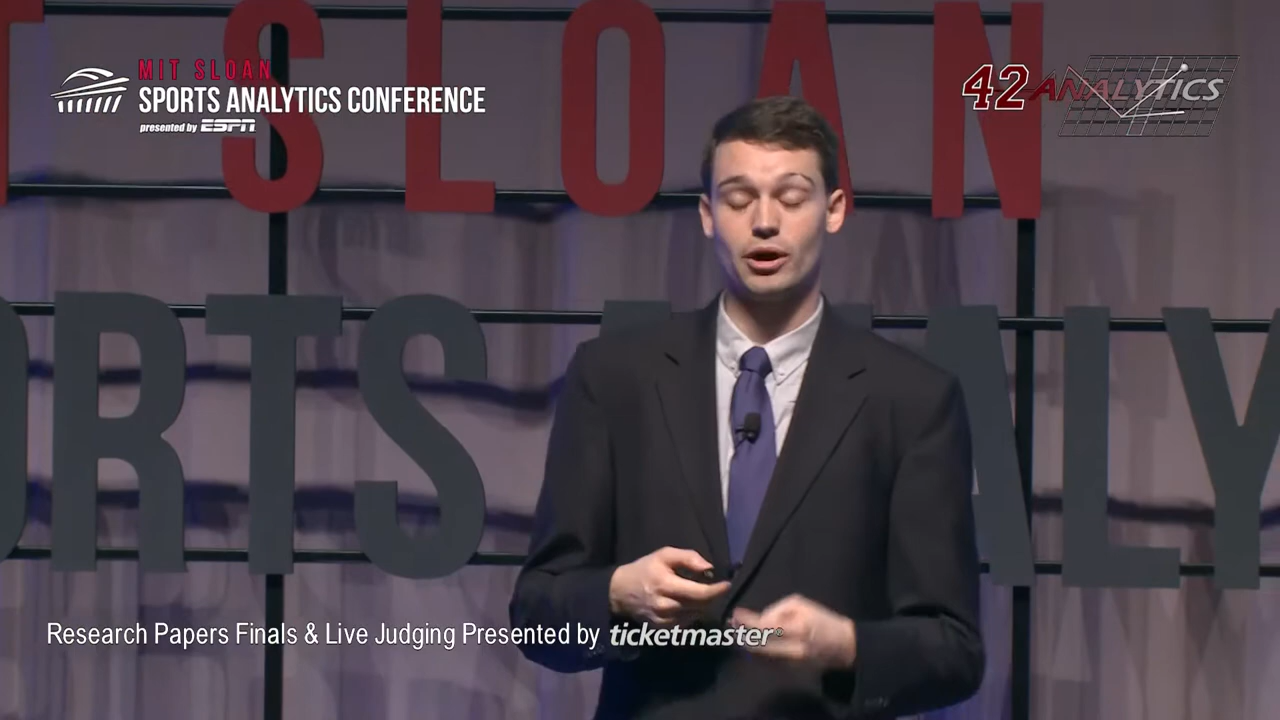 MIT SLOAN
SPORTS ANALYTICS CONFERENCE
presented by ESPN
42 ANALYTICS
T SLOAN
ORTS ALY
Research Papers Finals & Live Judging Presented by ticketmaster®